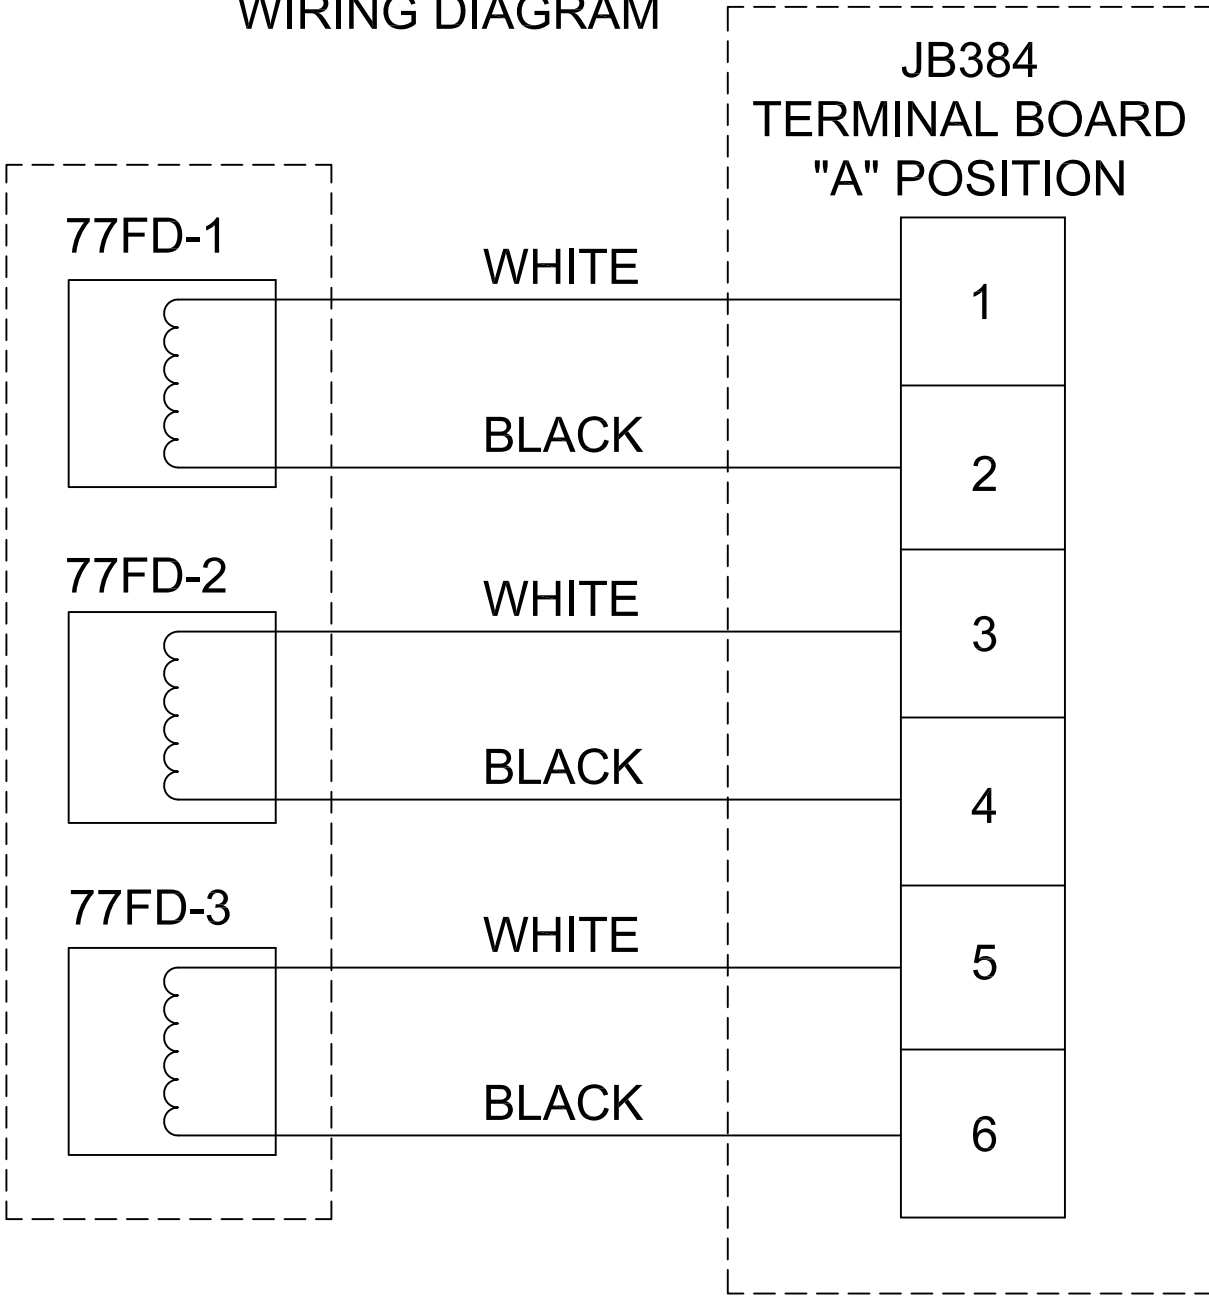 WIRING DIAGRAM
JB384
TERMINAL BOARD
"A" POSITION
77FD-1
WHITE
1
BLACK
2
77FD-2
WHITE
3
BLACK
4
77FD-3
WHITE
5
BLACK
6